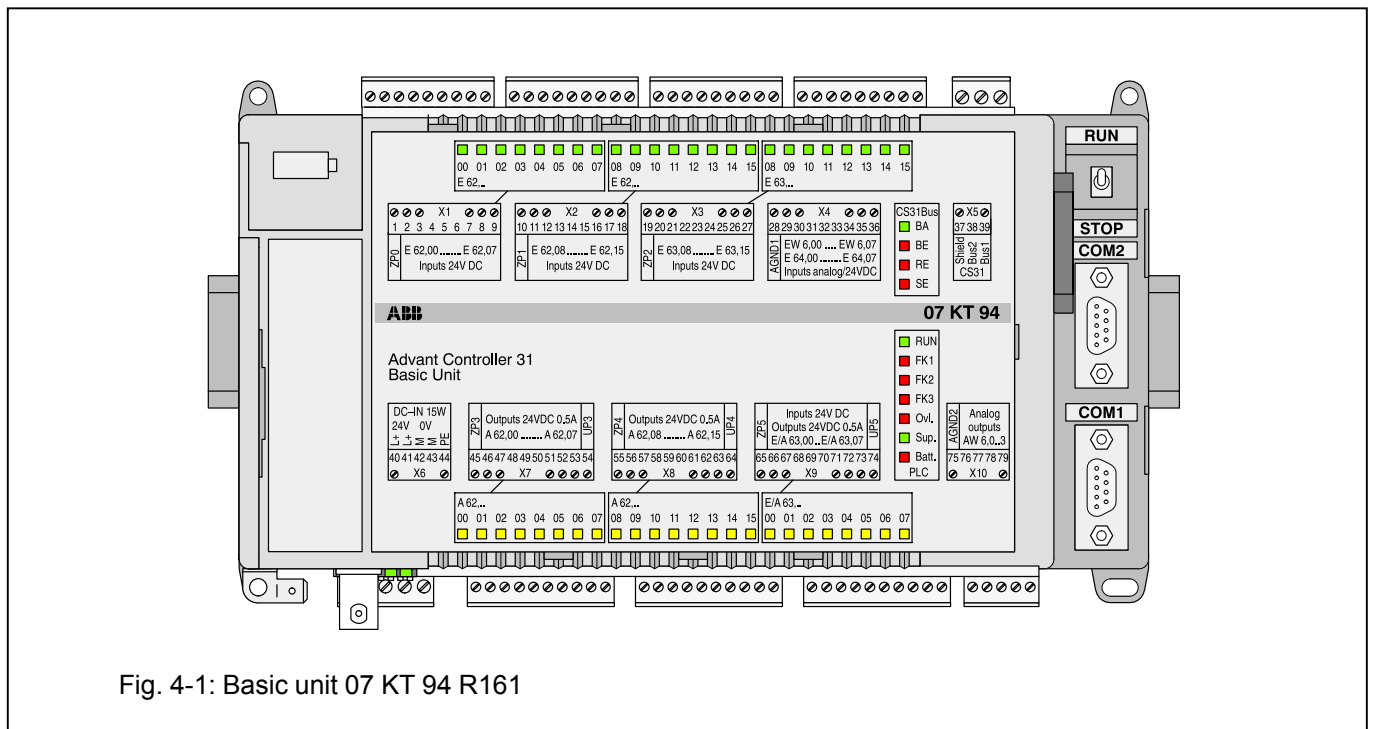 RUN
STOP
COM2
COM1
00 01 02 03 04 05 06 07
E 62,..
08 09 10 11 12 13 14 15
E 62,..
08 09 10 11 12 13 14 15
E 63,..
X1
1 2 3 4 5 6 7 8 9
ZP0
E 62,00 ....... E 62,07
Inputs 24V DC
X2
10 11 12 13 14 15 16 17 18
ZP1
E 62,08 ....... E 62,15
Inputs 24V DC
X3
19 20 21 22 23 24 25 26 27
ZP2
E 63,08 ....... E 63,15
Inputs 24V DC
X4
28 29 30 31 32 33 34 35 36
AGND1
EW 6,00 .... EW 6,07
E 64,00 ....... E 64,07
Inputs analog/24VDC
CS31Bus
BA
BE
RE
SE
X5
37 38 39
Shield
Bus2
Bus1
CS31
ABB
07 KT 94
Advant Controller 31
Basic Unit
RUN
FK1
FK2
FK3
Ovl.
Sup.
Batt.
PLC
DC–IN 15W
24V 0V
L+ L+ M M PE
40 41 42 43 44
X6
ZP3
Outputs 24VDC 0.5A
A 62,00 ........ A 62,07
UP3
45 46 47 48 49 50 51 52 53 54
X7
ZP4
Outputs 24VDC 0.5A
A 62,08 ....... A 62,15
UP4
55 56 57 58 59 60 61 62 63 64
X8
ZP5
Inputs 24V DC
Outputs 24VDC 0.5A
E/A 63,00...E/A 63,07
UP5
65 66 67 68 69 70 71 72 73 74
X9
AGND2
Analog
outputs
AW 6,0..3
75 76 77 78 79
X10
A 62,..
00 01 02 03 04 05 06 07
A 62,..
08 09 10 11 12 13 14 15
E/A 63,..
00 01 02 03 04 05 06 07
Fig. 4-1: Basic unit 07 KT 94 R161